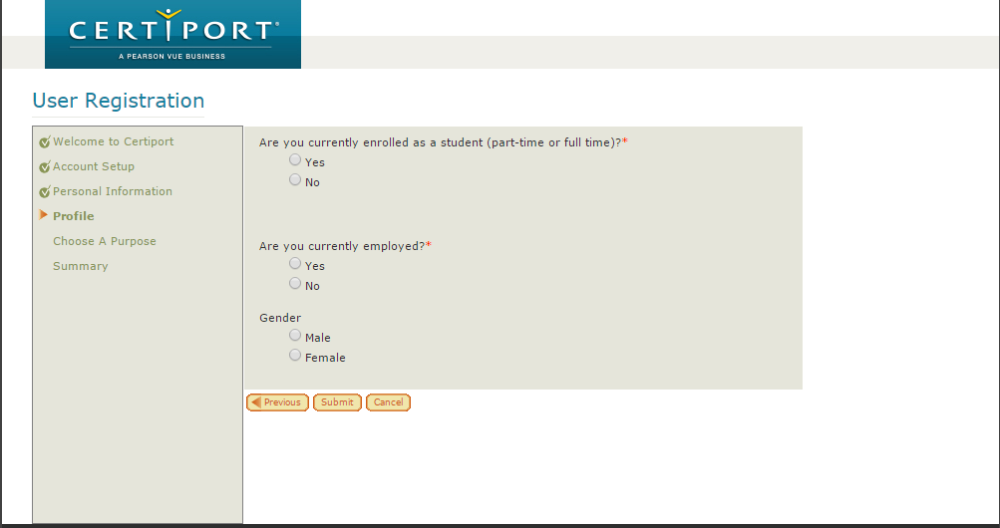 CERTIPORT®
A PEARSON VUE BUSINESS
User Registration
Welcome to Certiport
Account Setup
Personal Information
Profile
Choose A Purpose
Summary
Are you currently enrolled as a student (part-time or full time)?*
Yes
No
Are you currently employed?*
Yes
No
Gender
Male
Female
Previous Submit Cancel